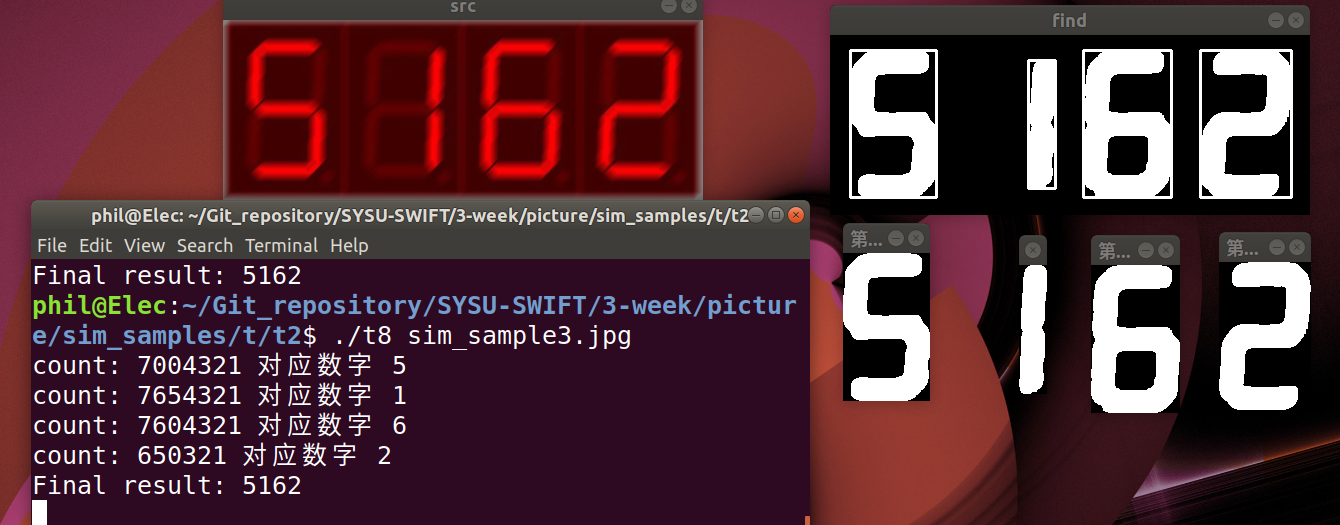 src
5162
find
5162
第...
第...
第...
5
1
6
2
phil@Elec: ~/Git_repository/SYSU-SWIFT/3-week/picture/sim_samples/t/t2
File Edit View Search Terminal Help
Final result: 5162
phil@Elec:~/Git_repository/SYSU-SWIFT/3-week/pictur
e/sim_samples/t/t2$ ./t8 sim_sample3.jpg
count: 7004321 对应数字 5
count: 7654321 对应数字 1
count: 7604321 对应数字 6
count: 650321 对应数字 2
Final result: 5162